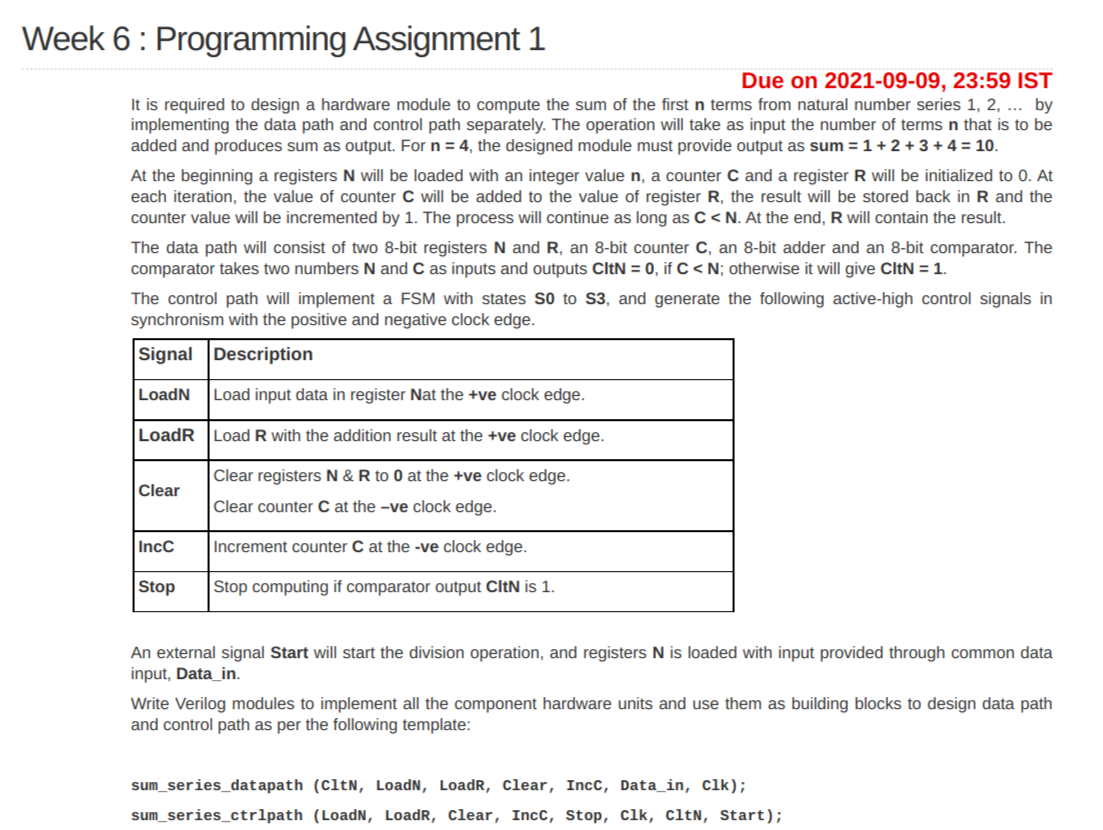 Week 6 : Programming Assignment 1
Due on 2021-09-09, 23:59 IST
It is required to design a hardware module to compute the sum of the first n terms from natural number series 1, 2, … by
implementing the data path and control path separately. The operation will take as input the number of terms n that is to be
added and produces sum as output. For n = 4, the designed module must provide output as sum = 1 + 2 + 3 + 4 = 10.
At the beginning a registers N will be loaded with an integer value n, a counter C and a register R will be initialized to 0. At
each iteration, the value of counter C will be added to the value of register R, the result will be stored back in R and the
counter value will be incremented by 1. The process will continue as long as C < N. At the end, R will contain the result.
The data path will consist of two 8-bit registers N and R, an 8-bit counter C, an 8-bit adder and an 8-bit comparator. The
comparator takes two numbers N and C as inputs and outputs CltN = 0, if C < N; otherwise it will give CltN = 1.
The control path will implement a FSM with states S0 to S3, and generate the following active-high control signals in
synchronism with the positive and negative clock edge.
Signal Description
LoadN Load input data in register Nat the +ve clock edge.
LoadR Load R with the addition result at the +ve clock edge.
Clear Clear registers N & R to 0 at the +ve clock edge.
Clear counter C at the –ve clock edge.
IncC Increment counter C at the -ve clock edge.
Stop Stop computing if comparator output CltN is 1.
An external signal Start will start the division operation, and registers N is loaded with input provided through common data
input, Data_in.
Write Verilog modules to implement all the component hardware units and use them as building blocks to design data path
and control path as per the following template:
sum_series_datapath (CltN, LoadN, LoadR, Clear, IncC, Data_in, Clk);
sum_series_ctrlpath (LoadN, LoadR, Clear, IncC, Stop, Clk, CltN, Start);